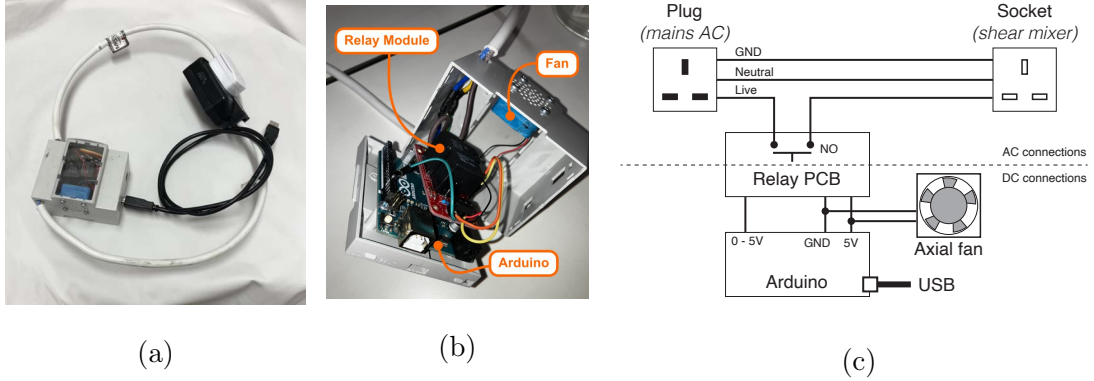 Relay Module
Fan
Arduino
Plug
(mains AC)
Socket
(shear mixer)
GND
Neutral
Live
NO
AC connections
DC connections
Relay PCB
0 - 5V
GND
5V
Axial fan
Arduino
USB
(a)
(b)
(c)